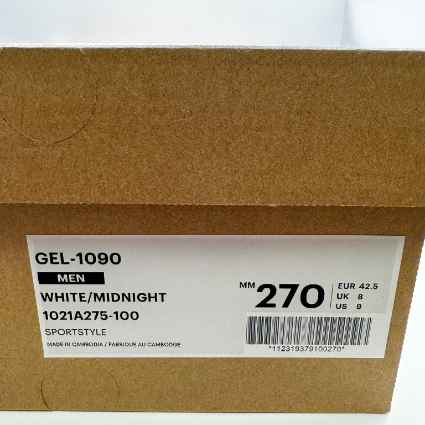 GEL-1090
MEN
WHITE/MIDNIGHT
1021A275-100
SPORTSTYLE
MADE IN CAMBODIA / FABRIQUE AU CAMBODGE
MM 270
EUR 42.5
UK 8
US 9
*112319379100270*